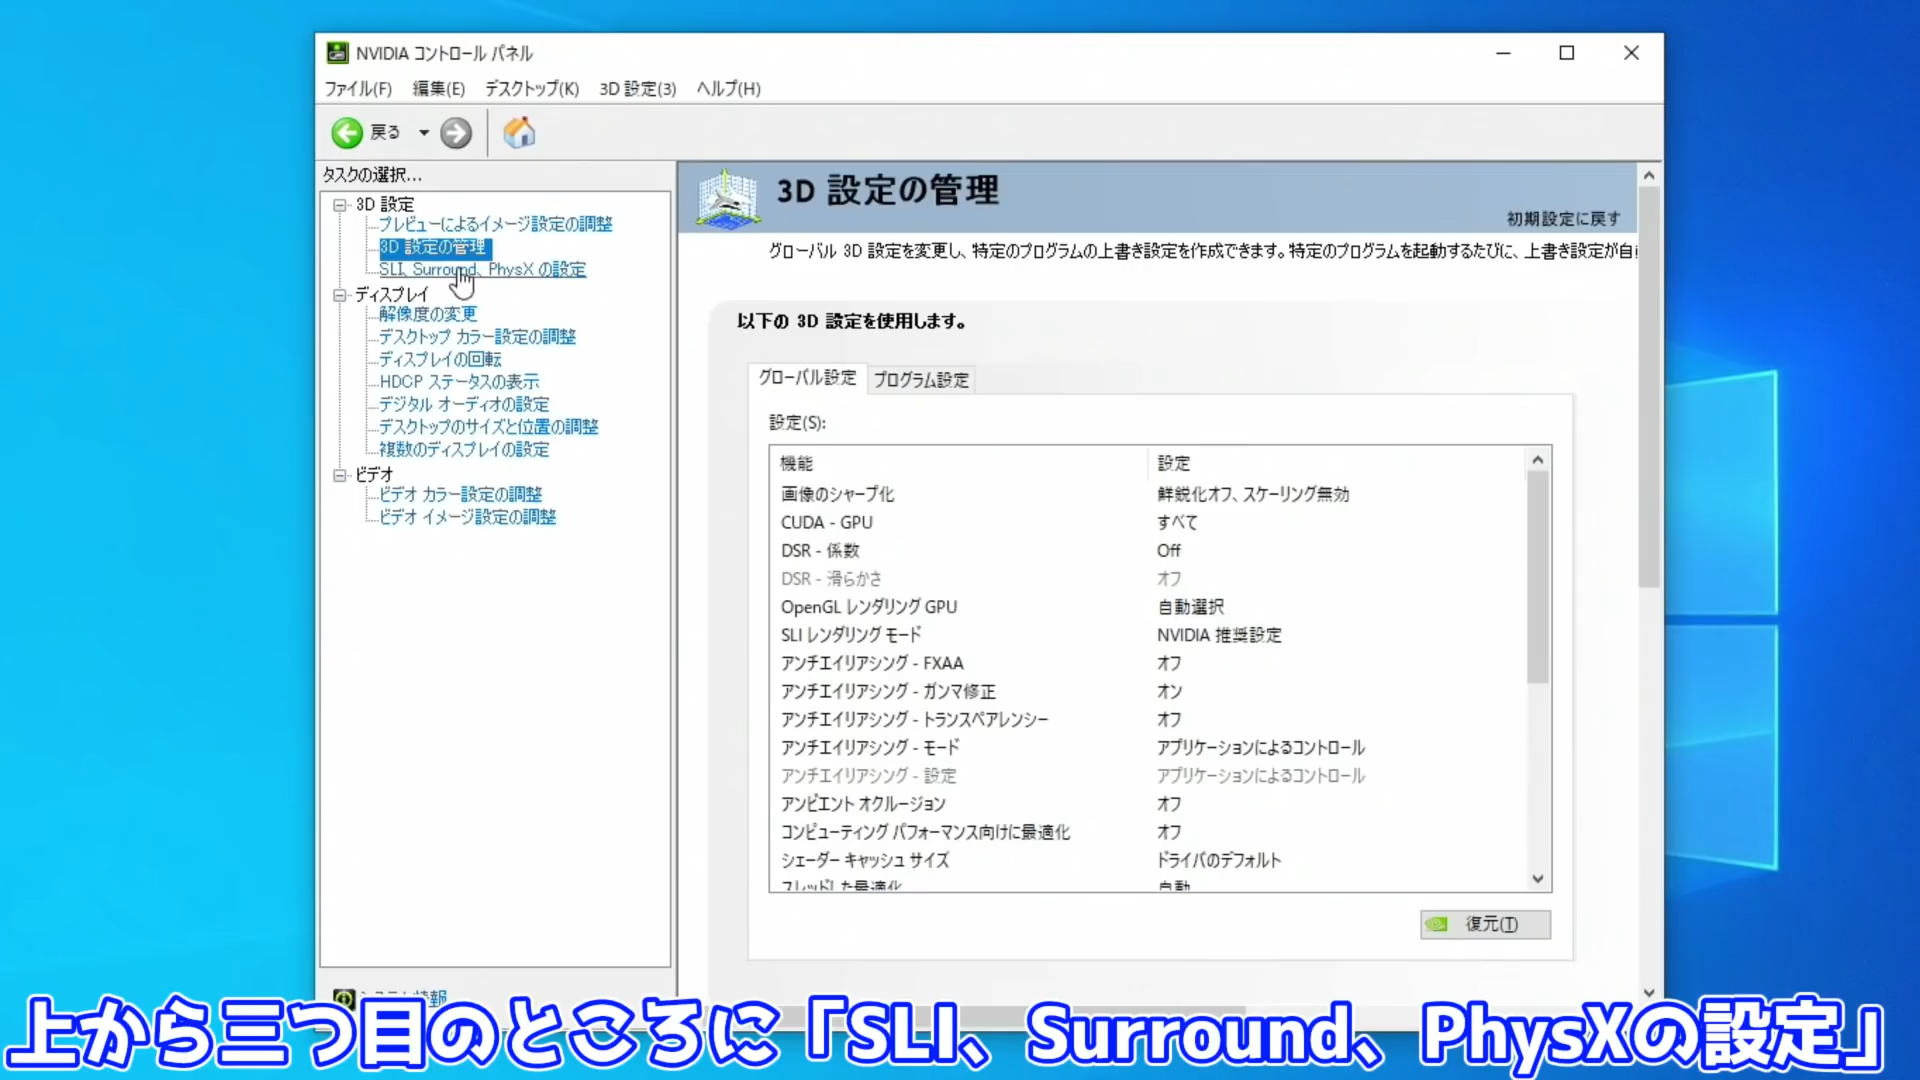 NVIDIA コントロール パネル
ファイル(F) 編集(E) デスクトップ(K) 3D 設定(3) ヘルプ(H)
戻る
タスクの選択...
3D 設定
プレビューによるイメージ設定の調整
3D 設定の管理
SLI、Surround、PhysX の設定
ディスプレイ
解像度の変更
デスクトップ カラー設定の調整
ディスプレイの回転
HDCP ステータスの表示
デジタル オーディオの設定
デスクトップのサイズと位置の調整
複数のディスプレイの設定
ビデオ
ビデオ カラー設定の調整
ビデオ イメージ設定の調整
システム情報
3D 設定の管理
初期設定に戻す
グローバル 3D 設定を変更し、特定のプログラムの上書き設定を作成できます。特定のプログラムを起動するたびに、上書き設定が自
以下の 3D 設定を使用します。
グローバル設定 プログラム設定
設定(S):
機能 設定
画像のシャープ化 鮮鋭化オフ、スケーリング無効
CUDA - GPU すべて
DSR - 係数 Off
DSR - 滑らかさ オフ
OpenGL レンダリング GPU 自動選択
SLI レンダリング モード NVIDIA 推奨設定
アンチエイリアシング - FXAA オフ
アンチエイリアシング - ガンマ修正 オン
アンチエイリアシング - トランスペアレンシー オフ
アンチエイリアシング - モード アプリケーションによるコントロール
アンチエイリアシング - 設定 アプリケーションによるコントロール
アンビエント オクルージョン オフ
コンピューティング パフォーマンス向けに最適化 オフ
シェーダー キャッシュ サイズ ドライバのデフォルト
スレッドした最適化 自動
復元(T)
上から三つ目のところに「SLI、Surround、PhysXの設定」